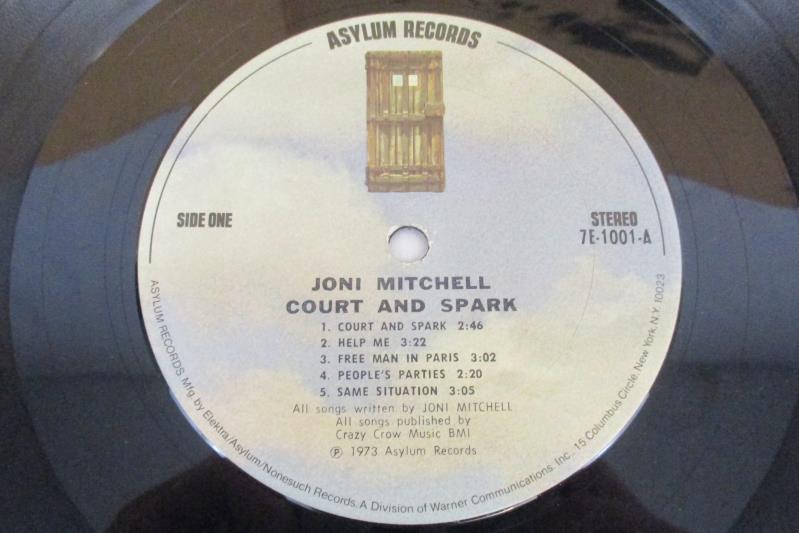 ASYLUM RECORDS
SIDE ONE
STEREO
7E-1001-A
JONI MITCHELL
COURT AND SPARK
1. COURT AND SPARK 2:46
2. HELP ME 3:22
3. FREE MAN IN PARIS 3:02
4. PEOPLE'S PARTIES 2:20
5. SAME SITUATION 3:05
All songs written by JONI MITCHELL
All songs published by
Crazy Crow Music BMI
℗ 1973 Asylum Records
ASYLUM RECORDS. Mfg. by Elektra/Asylum/Nonesuch Records. A Division of Warner Communications, Inc., 15 Columbus Circle, New York, N.Y. 10023